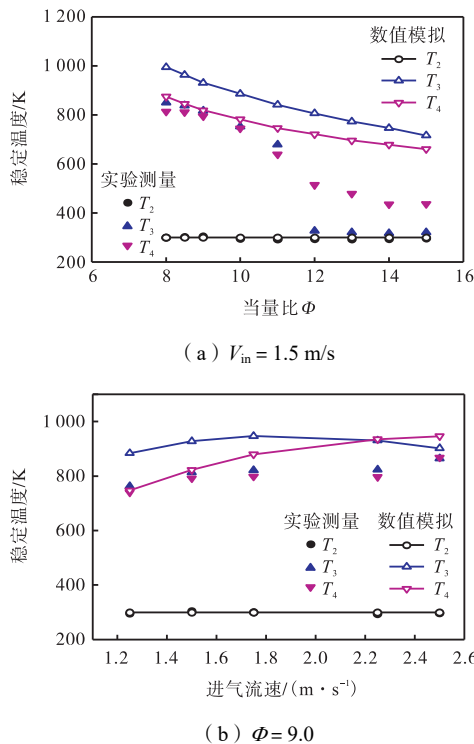 1 200
1 000
800
600
400
200
稳定温度/K
数值模拟
T2
T3
T4
实验测量
T2
T3
T4
6 8 10 12 14 16
当量比Φ
(a) Vin = 1.5 m/s
1 000
800
600
400
200
稳定温度/K
实验测量 数值模拟
T2 T2
T3 T3
T4 T4
1.2 1.4 1.6 1.8 2.0 2.2 2.4 2.6
进气流速/(m·s⁻¹)
(b) Φ = 9.0